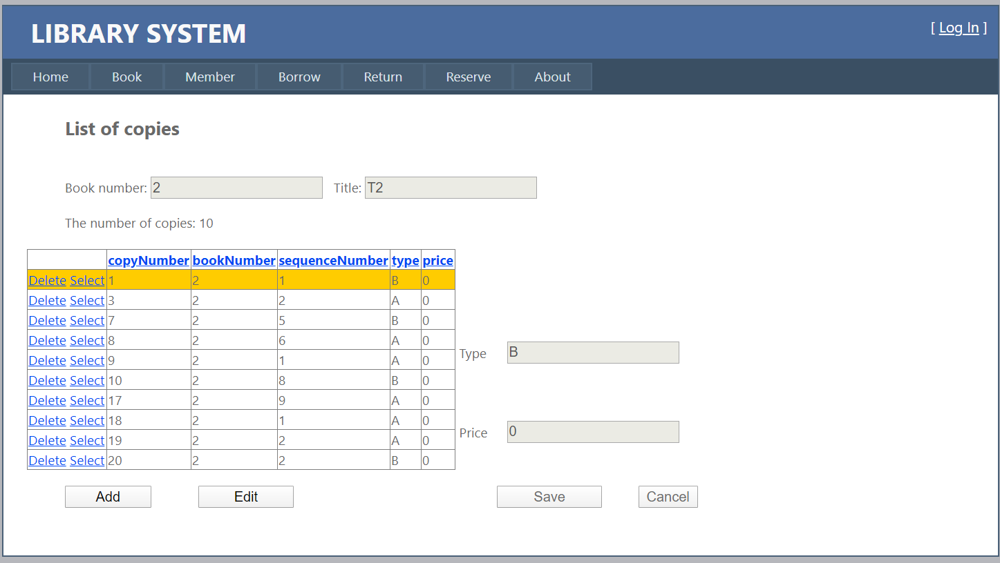 LIBRARY SYSTEM
[ Log In ]
Home Book Member Borrow Return Reserve About
List of copies
Book number: 2 Title: T2
The number of copies: 10
copyNumber bookNumber sequenceNumber type price
Delete Select 1 2 1 B 0
Delete Select 3 2 2 A 0
Delete Select 7 2 5 B 0
Delete Select 8 2 6 A 0
Delete Select 9 2 1 A 0
Delete Select 10 2 8 B 0
Delete Select 17 2 9 A 0
Delete Select 18 2 1 A 0
Delete Select 19 2 2 A 0
Delete Select 20 2 2 B 0
Type B
Price 0
Add Edit Save Cancel